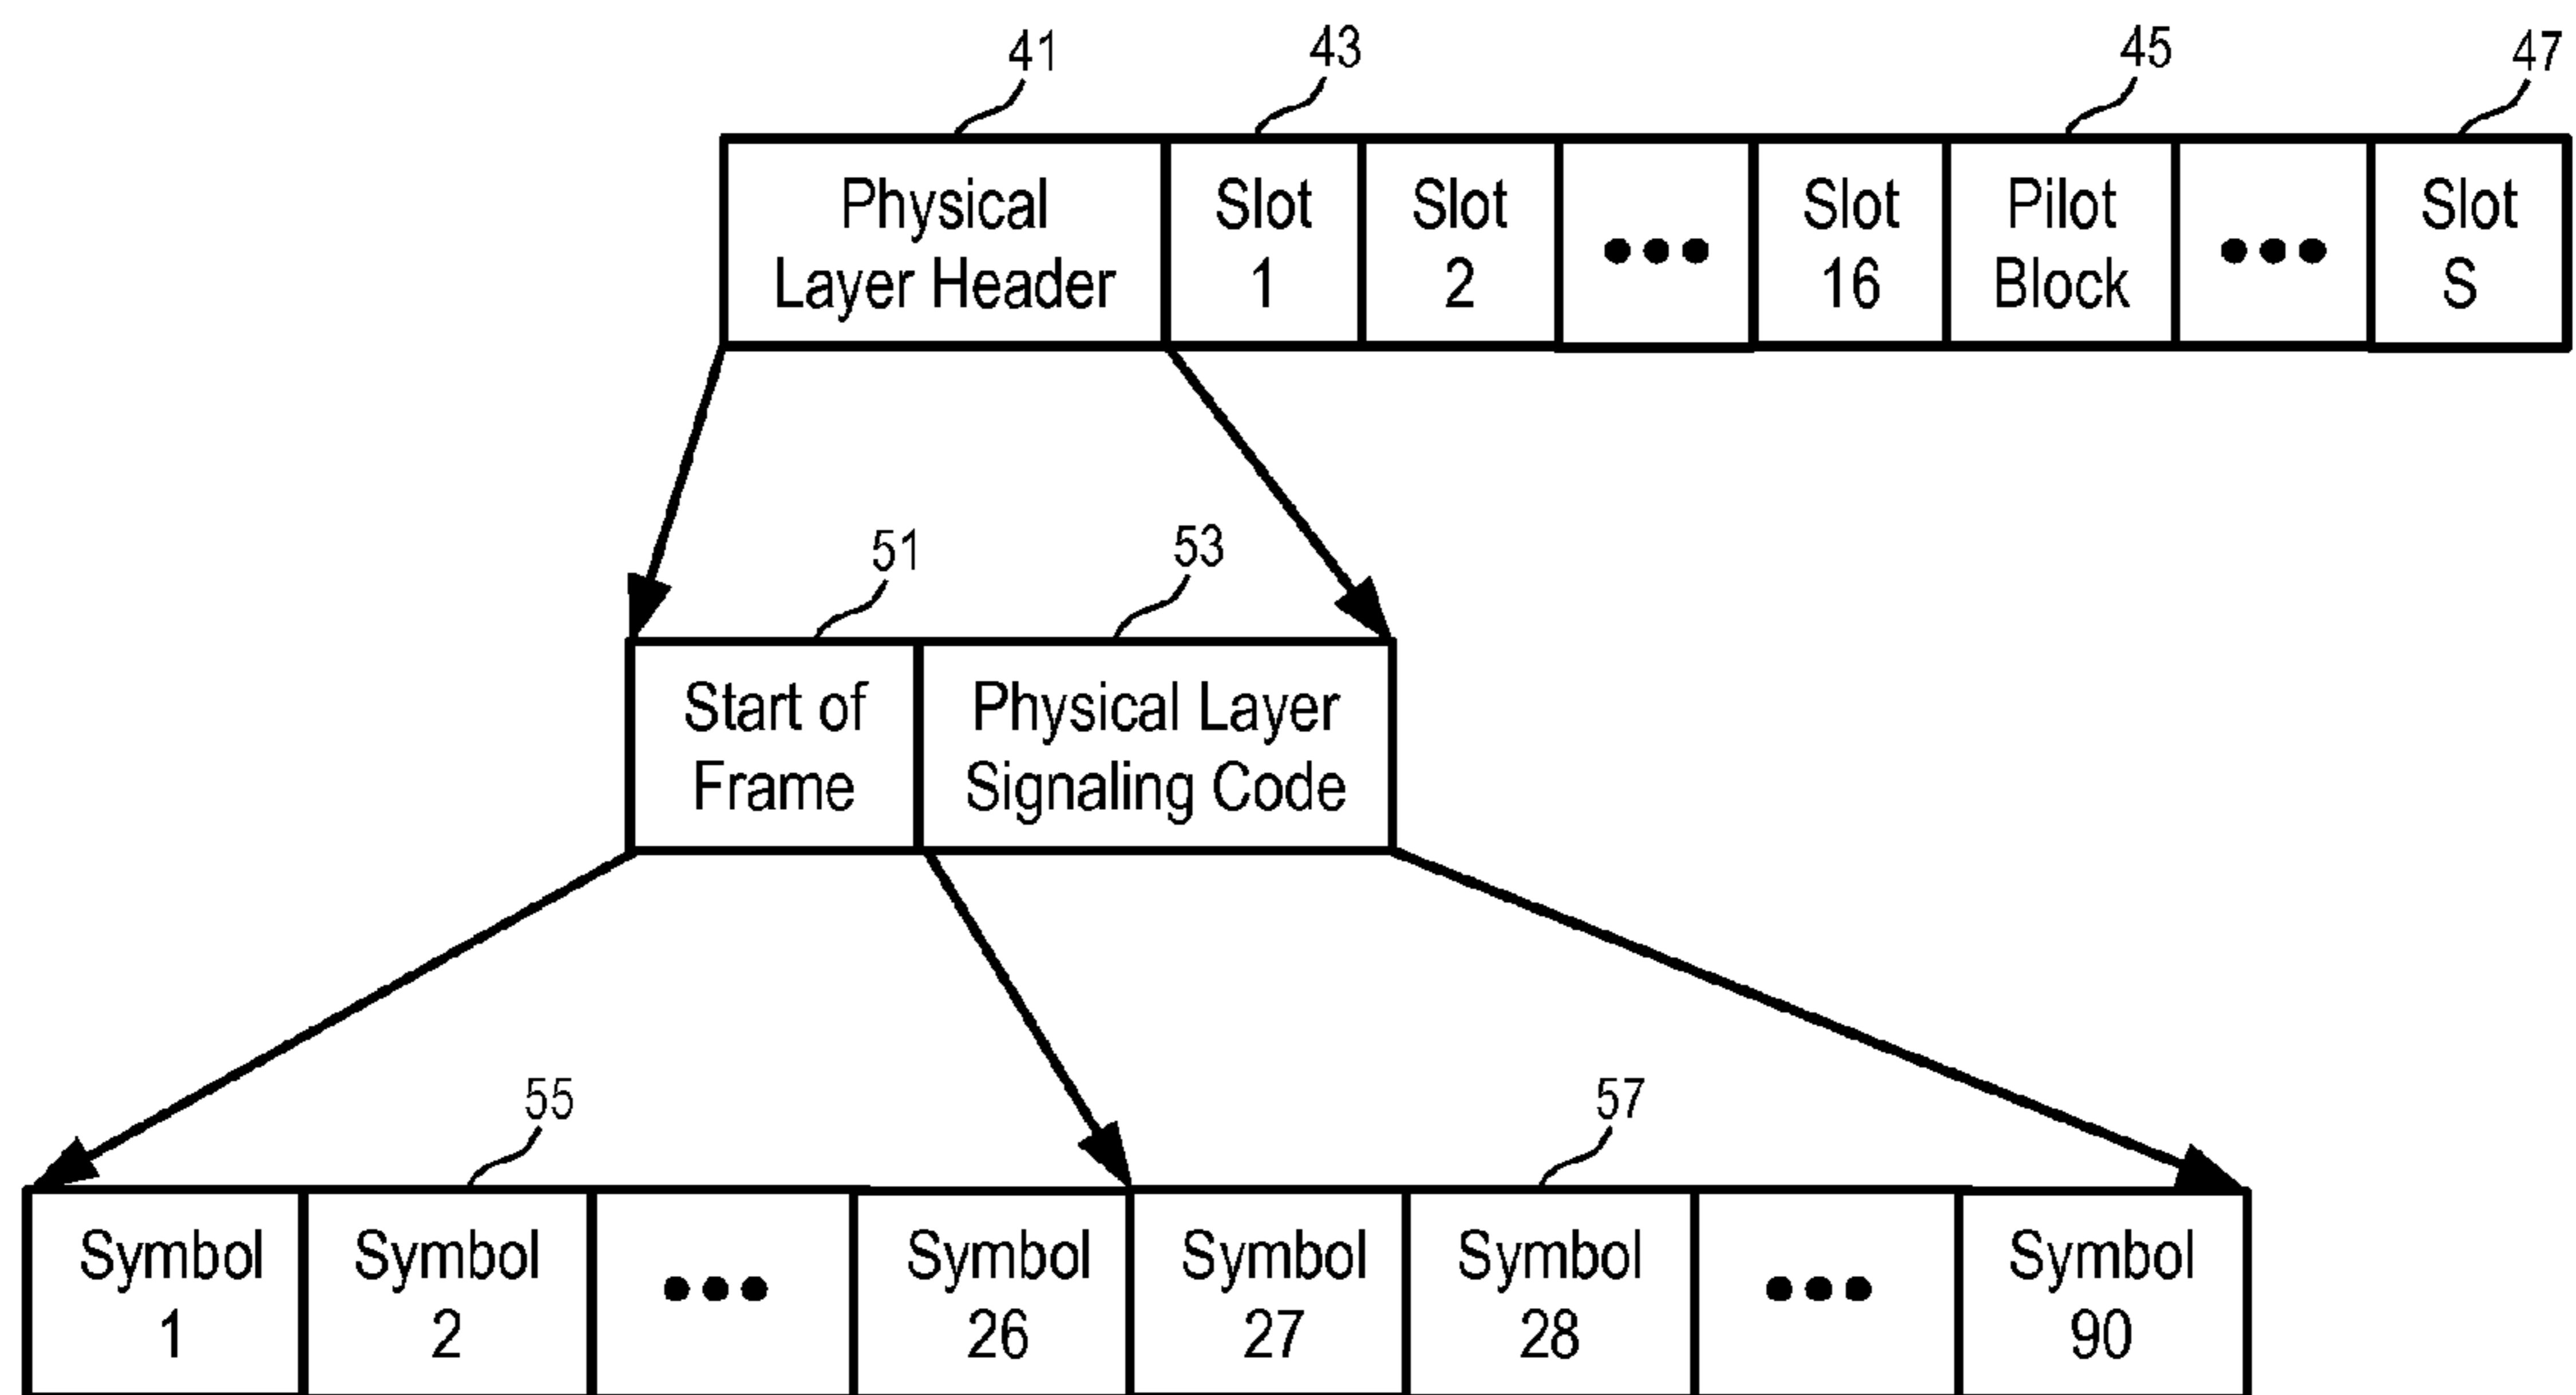 41
43
45
47
Physical
Layer Header
Slot
1
Slot
2
Slot
16
Pilot
Block
Slot
S
51
53
Start of
Frame
Physical Layer
Signaling Code
55
57
Symbol
1
Symbol
2
Symbol
26
Symbol
27
Symbol
28
Symbol
90